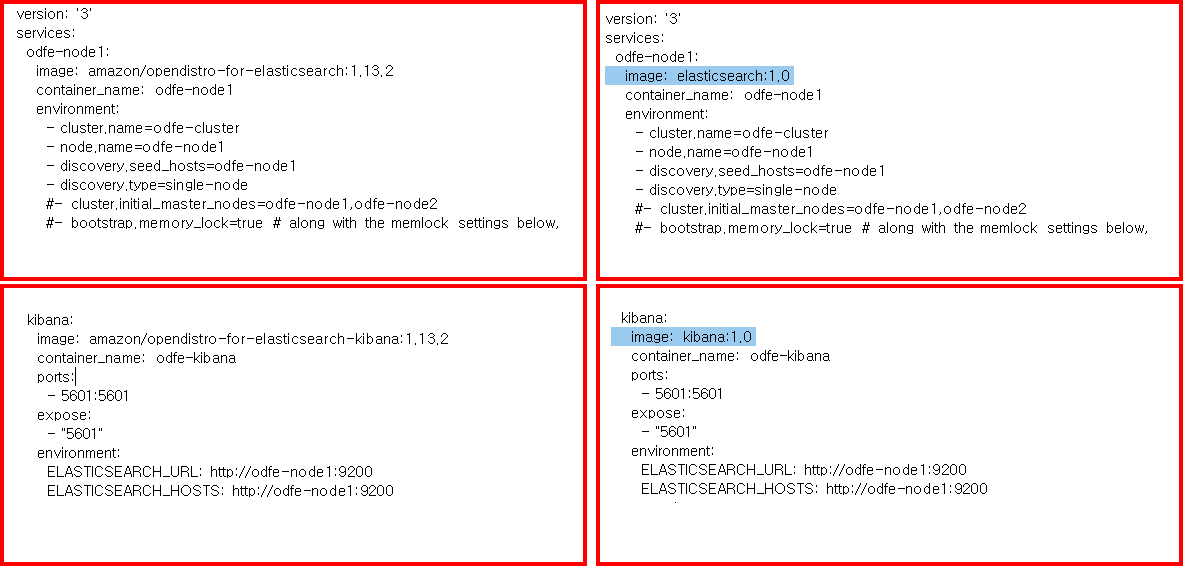 version: '3'
services:
odfe-node1:
image: amazon/opendistro-for-elasticsearch:1.13.2
container_name: odfe-node1
environment:
- cluster.name=odfe-cluster
- node.name=odfe-node1
- discovery.seed_hosts=odfe-node1
- discovery.type=single-node
#- cluster.initial_master_nodes=odfe-node1,odfe-node2
#- bootstrap.memory_lock=true # along with the memlock settings below,
version: '3'
services:
odfe-node1:
image: elasticsearch:1.0
container_name: odfe-node1
environment:
- cluster.name=odfe-cluster
- node.name=odfe-node1
- discovery.seed_hosts=odfe-node1
- discovery.type=single-node
#- cluster.initial_master_nodes=odfe-node1,odfe-node2
#- bootstrap.memory_lock=true # along with the memlock settings below,
kibana:
image: amazon/opendistro-for-elasticsearch-kibana:1.13.2
container_name: odfe-kibana
ports:
- 5601:5601
expose:
- "5601"
environment:
ELASTICSEARCH_URL: http://odfe-node1:9200
ELASTICSEARCH_HOSTS: http://odfe-node1:9200
kibana:
image: kibana:1.0
container_name: odfe-kibana
ports:
- 5601:5601
expose:
- "5601"
environment:
ELASTICSEARCH_URL: http://odfe-node1:9200
ELASTICSEARCH_HOSTS: http://odfe-node1:9200